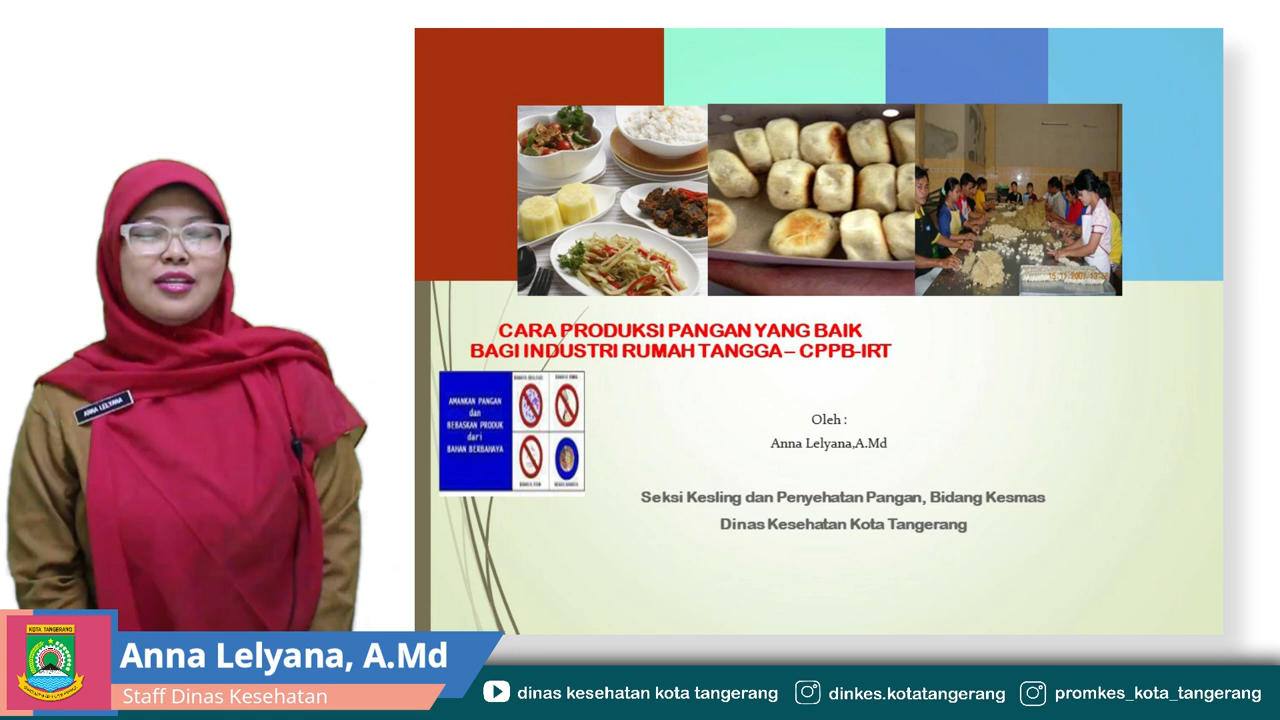 CARA PRODUKSI PANGAN YANG BAIK
BAGI INDUSTRI RUMAH TANGGA – CPPB-IRT
AMANKAN PANGAN
dan
BEBASKAN PRODUK
dari
BAHAN BERBAHAYA
Oleh :
Anna Lelyana,A.Md
Seksi Kesling dan Penyehatan Pangan, Bidang Kesmas
Dinas Kesehatan Kota Tangerang
ANNA LELYANA
KOTA TANGERANG
Anna Lelyana, A.Md
Staff Dinas Kesehatan
dinas kesehatan kota tangerang
dinkes.kotatangerang
promkes_kota_tangerang